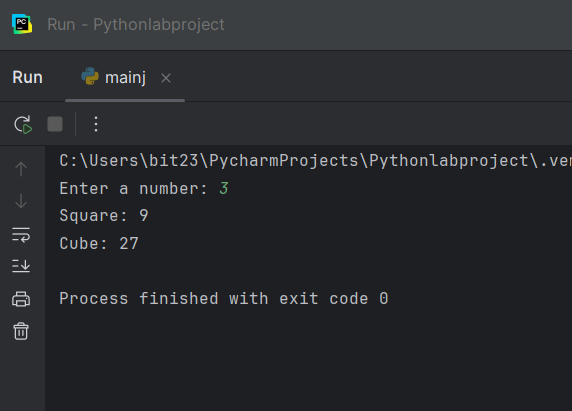 PC
Run - Pythonlabproject
Run
mainj
C:\Users\bit23\PycharmProjects\Pythonlabproject\.ven
Enter a number: 3
Square: 9
Cube: 27
Process finished with exit code 0